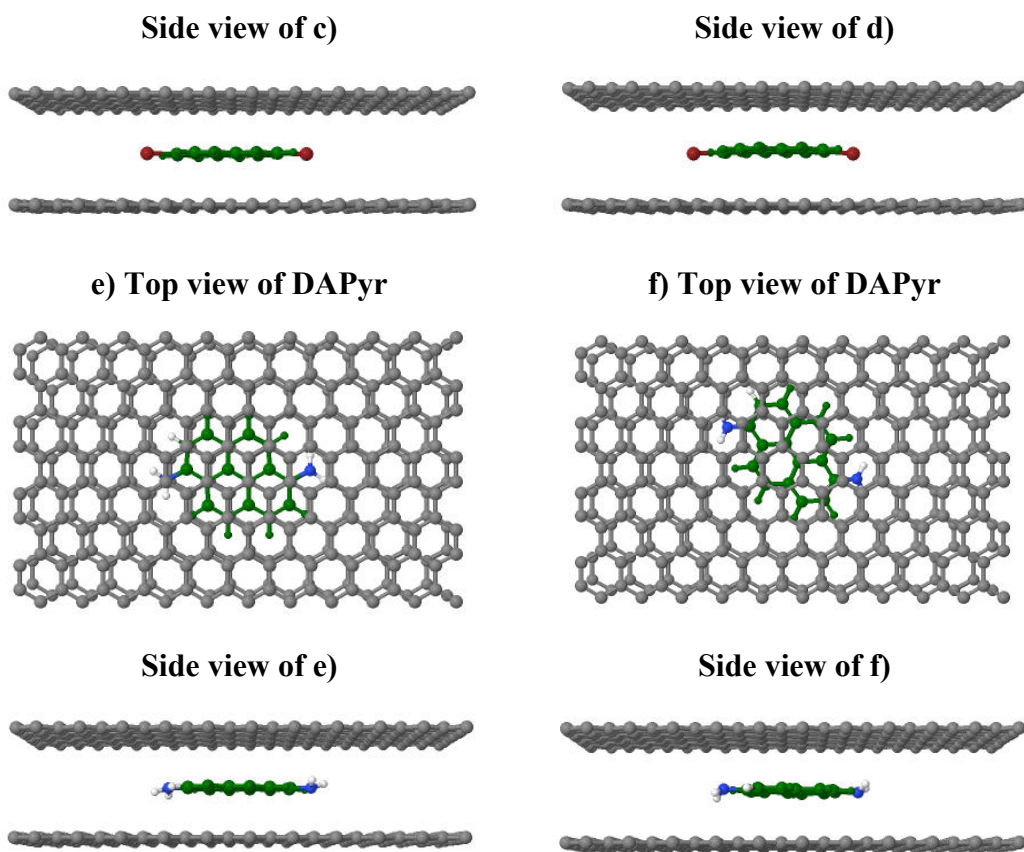 Side view of c)
Side view of d)
e) Top view of DAPyr
f) Top view of DAPyr
Side view of e)
Side view of f)